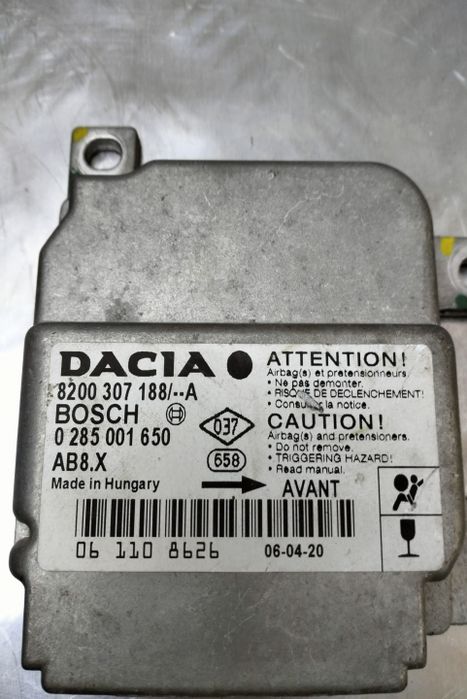 DACIA
8200 307 188/--A
BOSCH
0 285 001 650
AB8.X
Made in Hungary
037
658
ATTENTION!
Airbag(s) et pretensionneurs.
• Ne pas demonter.
• RISQUE DE DECLENCHEMENT!
• Consultez la notice.
CAUTION!
Airbag(s) and pretensioners.
• Do not remove.
• TRIGGERING HAZARD!
• Read manual.
AVANT
06 110 8626
06-04-20